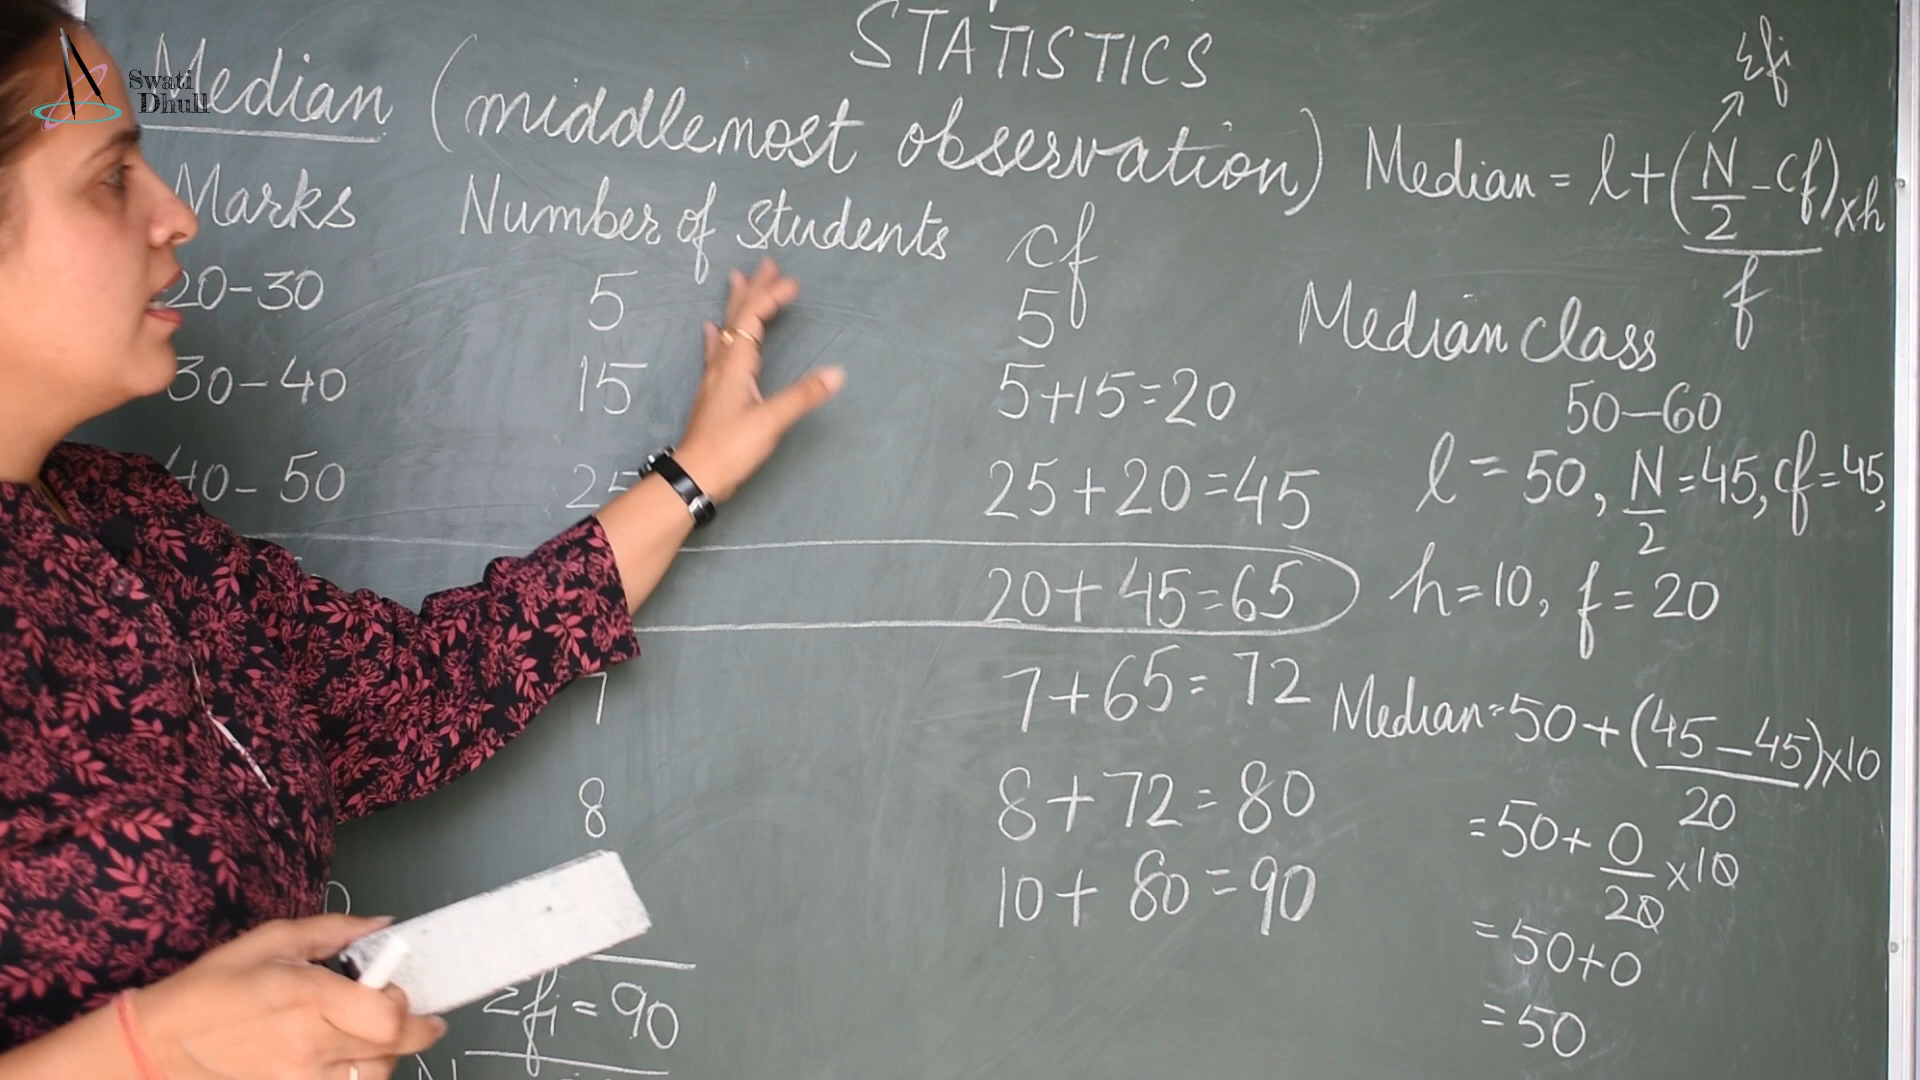 Swati
Dhull
STATISTICS
Median (middlemost observation)
Marks Number of students cf
20-30 5 5
30-40 15 5+15=20
40-50 25 25+20=45
20+45=65
7 7+65=72
8 8+72=80
10+80=90
Σfi=90
N
Σfi
Median = l+(N/2-cf)×h
f
Median class
50-60
l=50, N/2=45, cf=45,
h=10, f=20
Median=50+(45-45)×10
20
=50+0/20×10
=50+0
=50